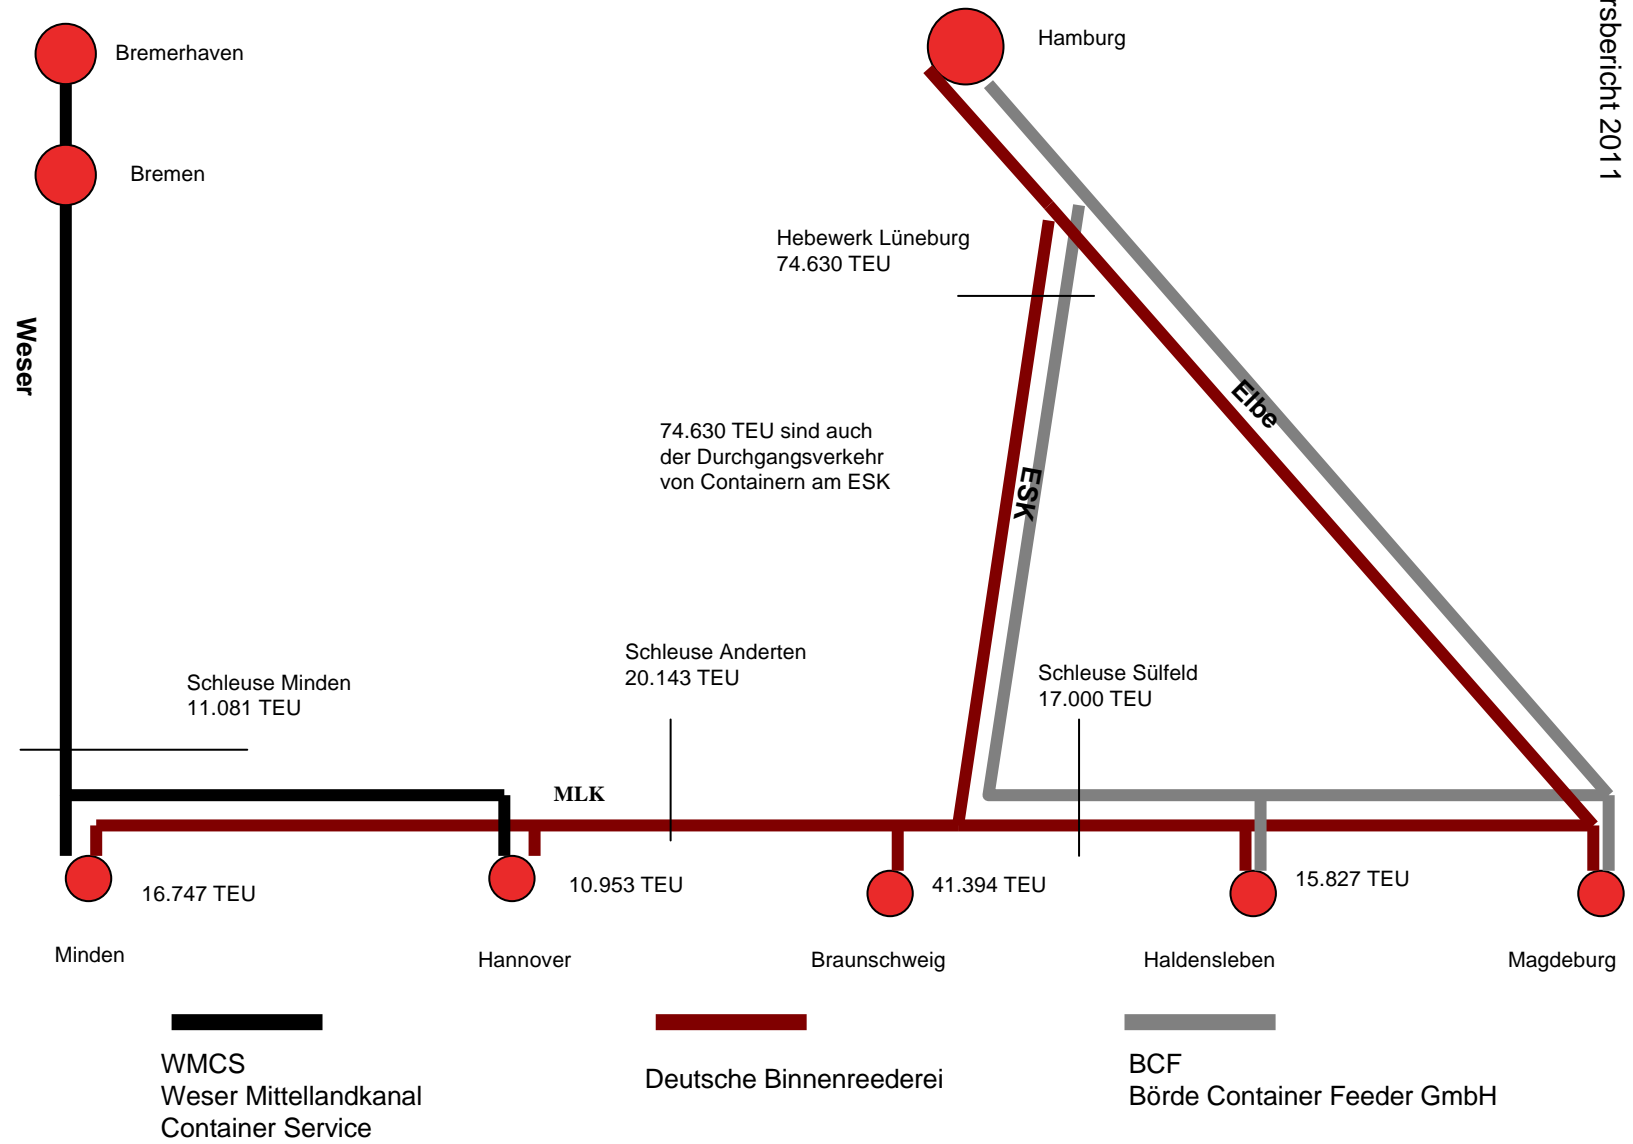 Bremerhaven
Hamburg
rsbericht 2011
Bremen
Hebewerk Lüneburg
74.630 TEU
Weser
Elbe
74.630 TEU sind auch
der Durchgangsverkehr
von Containern am ESK
ESK
Schleuse Minden
11.081 TEU
Schleuse Anderten
20.143 TEU
Schleuse Sülfeld
17.000 TEU
MLK
16.747 TEU
10.953 TEU
41.394 TEU
15.827 TEU
Minden
Hannover
Braunschweig
Haldensleben
Magdeburg
WMCS
Weser Mittellandkanal
Container Service
Deutsche Binnenreederei
BCF
Börde Container Feeder GmbH